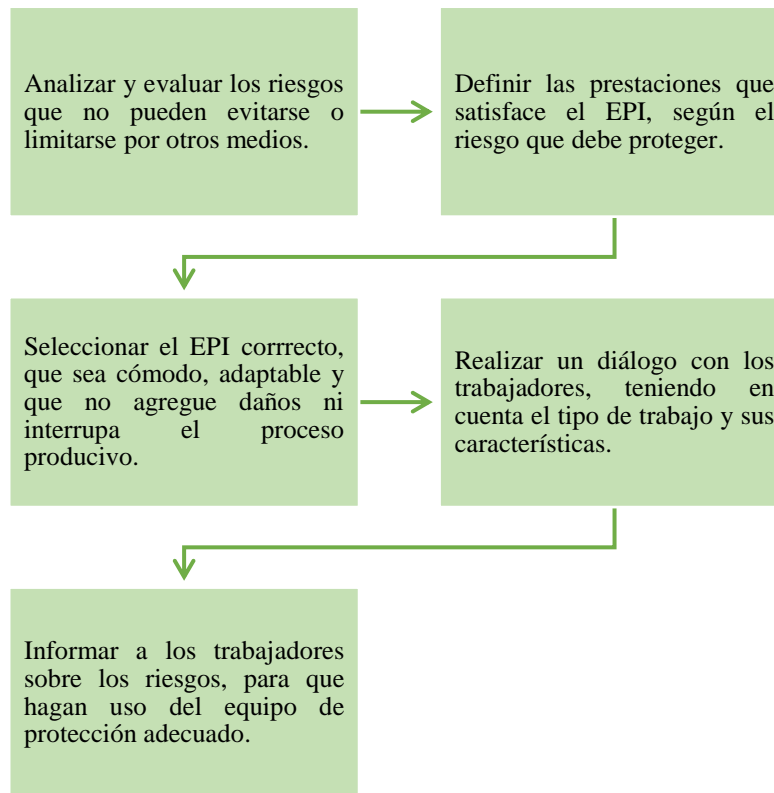 Analizar y evaluar los riesgos
que no pueden evitarse o
limitarse por otros medios.
Definir las prestaciones que
satisface el EPI, según el
riesgo que debe proteger.
Seleccionar el EPI corrrecto,
que sea cómodo, adaptable y
que no agregue daños ni
interrupa el proceso
producivo.
Realizar un diálogo con los
trabajadores, teniendo en
cuenta el tipo de trabajo y sus
característicás.
Informar a los trabajadores
sobre los riesgos, para que
hagan uso del equipo de
protección adecuado.